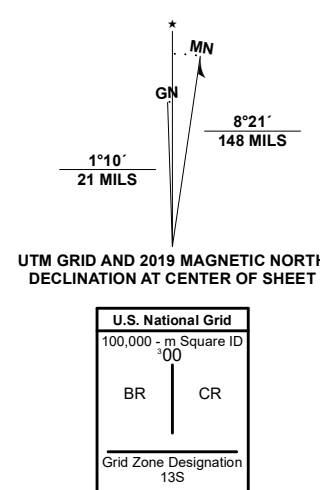 ★
MN
GN
8°21´
148 MILS
1°10´
21 MILS
UTM GRID AND 2019 MAGNETIC NORTH
DECLINATION AT CENTER OF SHEET
U.S. National Grid
100,000 - m Square ID
³00
BR CR
Grid Zone Designation
13S